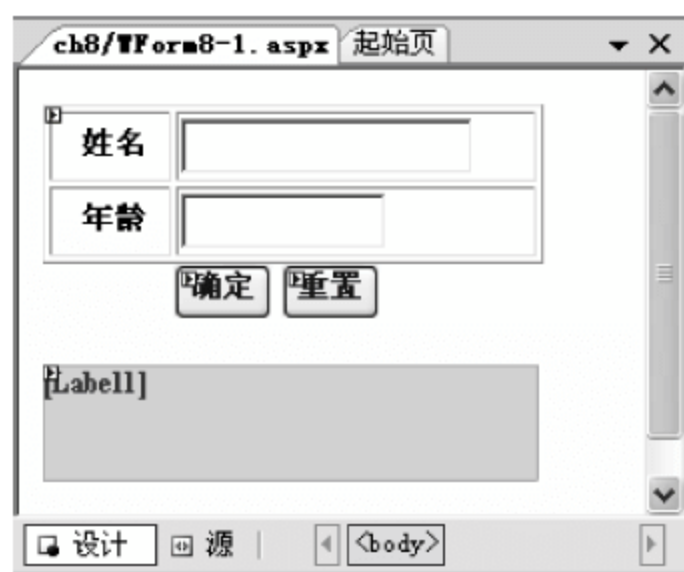 ch8/WForm8-1.aspx 起始页
姓名
年龄
确定 重置
[Label1]
设计 源 <body>